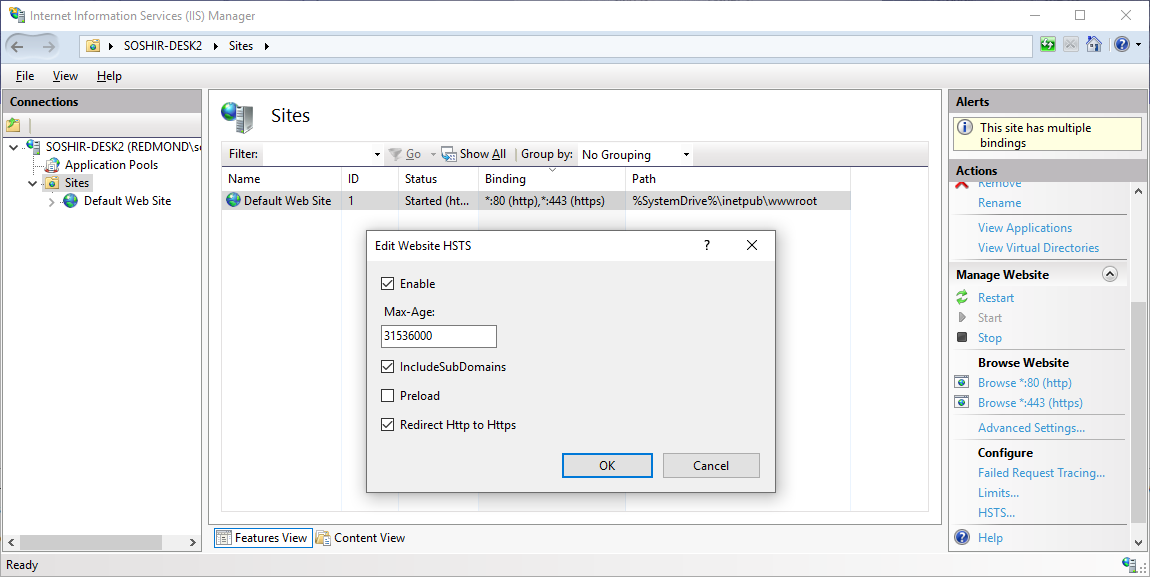 Internet Information Services (IIS) Manager
SOSHIR-DESK2 Sites
File View Help
Connections
SOSHIR-DESK2 (REDMOND\s
Application Pools
Sites
Default Web Site
Sites
Filter: Go Show All Group by: No Grouping
Name ID Status Binding Path
Default Web Site 1 Started (ht... *:80 (http),*:443 (https) %SystemDrive%\inetpub\wwwroot
Edit Website HSTS ?
Enable
Max-Age:
31536000
IncludeSubDomains
Preload
Redirect Http to Https
OK Cancel
Features View Content View
Alerts
This site has multiple
bindings
Actions
Remove
Rename
View Applications
View Virtual Directories
Manage Website
Restart
Start
Stop
Browse Website
Browse *:80 (http)
Browse *:443 (https)
Advanced Settings...
Configure
Failed Request Tracing...
Limits...
HSTS...
Help
Ready